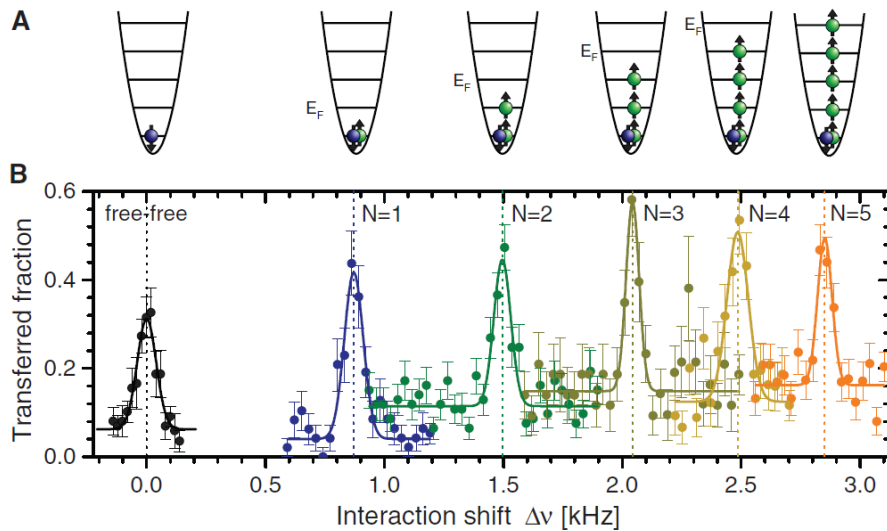 A
E_F
E_F
E_F
E_F
B
free-free
N=1
N=2
N=3
N=4
N=5
0.6
0.4
0.2
0.0
Transferred fraction
0.0 0.5 1.0 1.5 2.0 2.5 3.0
Interaction shift Δν [kHz]